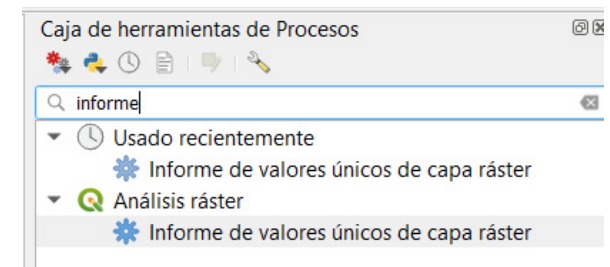 Caja de herramientas de Procesos
informe
Usado recientemente
Informe de valores únicos de capa ráster
Análisis ráster
Informe de valores únicos de capa ráster